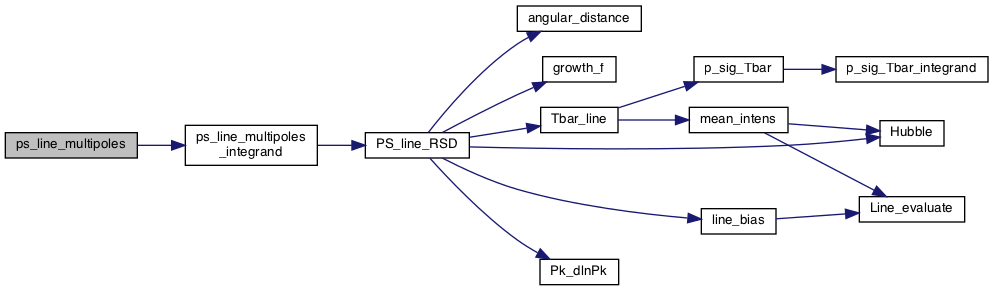 ps_line_multipoles
ps_line_multipoles
_integrand
PS_line_RSD
angular_distance
growth_f
Tbar_line
line_bias
Pk_dlnPk
p_sig_Tbar
mean_intens
p_sig_Tbar_integrand
Hubble
Line_evaluate